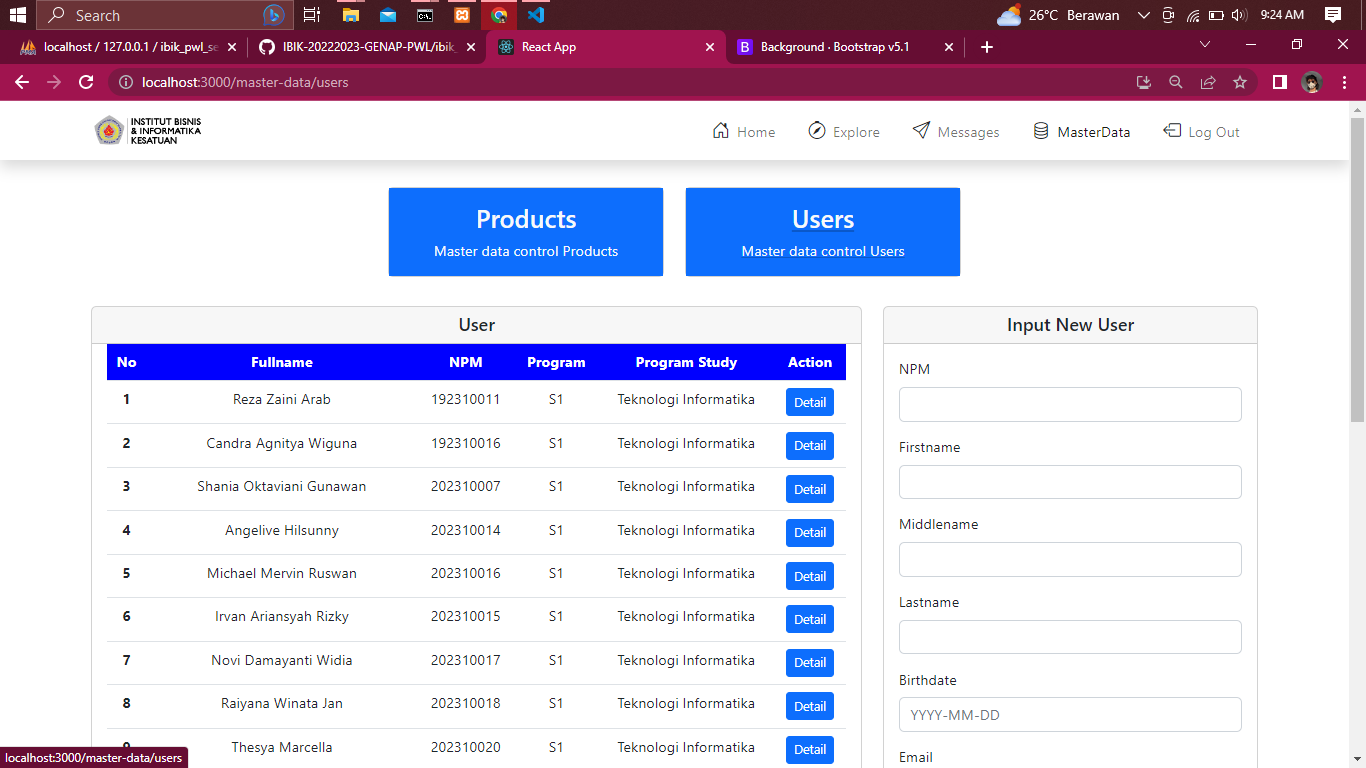 Search
26°C Berawan
9:24 AM
localhost / 127.0.0.1 / ibik_pwl_se
IBIK-20222023-GENAP-PWL/ibik_
React App
Background · Bootstrap v5.1
localhost:3000/master-data/users
INSTITUT BISNIS
& INFORMATIKA
KESATUAN
Home
Explore
Messages
MasterData
Log Out
Products
Master data control Products
Users
Master data control Users
User
No Fullname NPM Program Program Study Action
1 Reza Zaini Arab 192310011 S1 Teknologi Informatika Detail
2 Candra Agnitya Wiguna 192310016 S1 Teknologi Informatika Detail
3 Shania Oktaviani Gunawan 202310007 S1 Teknologi Informatika Detail
4 Angelive Hilsunny 202310014 S1 Teknologi Informatika Detail
5 Michael Mervin Ruswan 202310016 S1 Teknologi Informatika Detail
6 Irvan Ariansyah Rizky 202310015 S1 Teknologi Informatika Detail
7 Novi Damayanti Widia 202310017 S1 Teknologi Informatika Detail
8 Raiyana Winata Jan 202310018 S1 Teknologi Informatika Detail
9 Thesya Marcella 202310020 S1 Teknologi Informatika Detail
Input New User
NPM
Firstname
Middlename
Lastname
Birthdate
YYYY-MM-DD
Email
localhost:3000/master-data/users